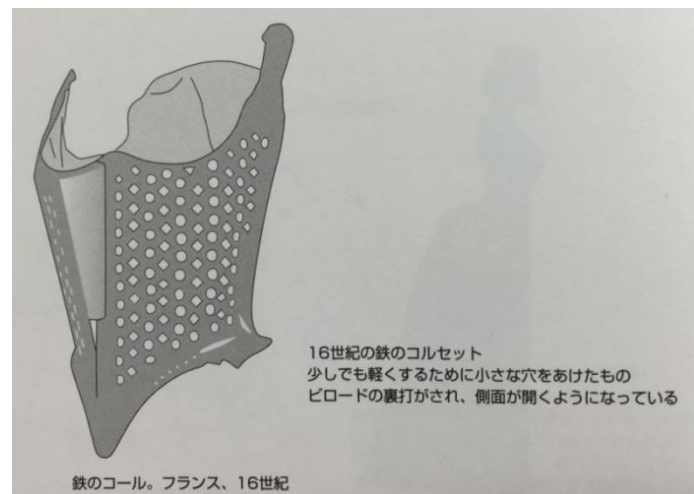 16世紀の鉄のコルセット
少しでも軽くするために小さな穴をあけたもの
ビロードの裏打がされ、側面が開くようになっている
鉄のコール。フランス、16世紀